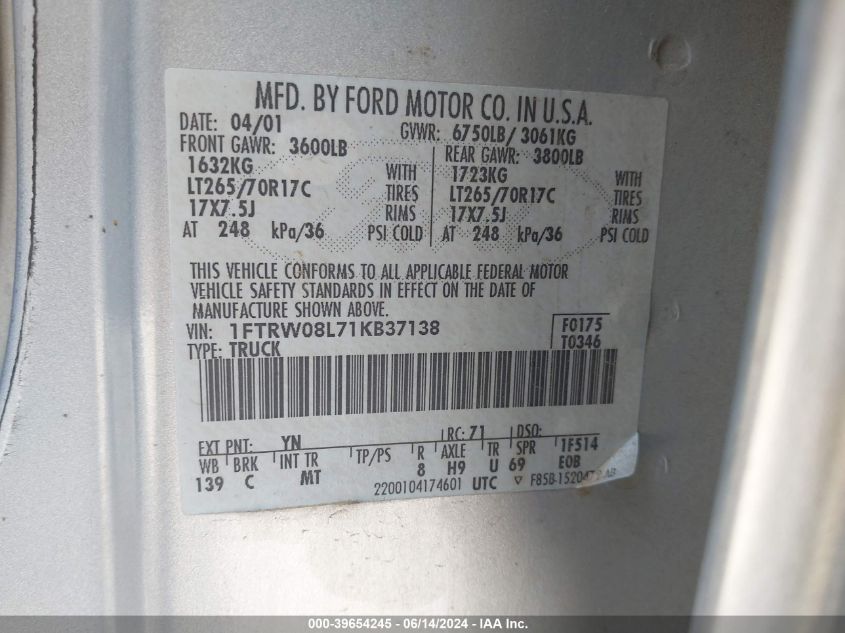 MFD. BY FORD MOTOR CO. IN U.S.A.
DATE: 04/01 GVWR: 6750LB/ 3061KG
FRONT GAWR: 3600LB REAR GAWR: 3800LB
1632KG WITH 1723KG WITH
LT265/70R17C TIRES LT265/70R17C TIRES
17X7.5J RIMS 17X7.5J RIMS
AT 248 kPa/36 PSI COLD AT 248 kPa/36 PSI COLD
THIS VEHICLE CONFORMS TO ALL APPLICABLE FEDERAL MOTOR
VEHICLE SAFETY STANDARDS IN EFFECT ON THE DATE OF
MANUFACTURE SHOWN ABOVE.
VIN: 1FTRW08L71KB37138 F0175
TYPE: TRUCK T0346
EXT PNT: YN RC: 71 DSO:
WB BRK INT TR TP/PS R AXLE TR SPR 1F514
139 C MT 8 H9 U 69 EOB
2200104174601 UTC ▽ F85B-1520472-AB
000-39654245 - 06/14/2024 - IAA Inc.